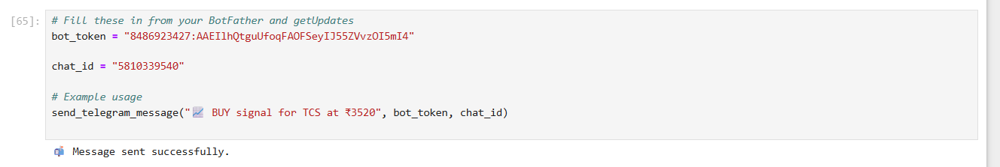 [65]:
# Fill these in from your BotFather and getUpdates
bot_token = "8486923427:AAEIlhQtguUfoqFAOFSeyIJ55ZVvzOI5mI4"
chat_id = "5810339540"
# Example usage
send_telegram_message("📈 BUY signal for TCS at ₹3520", bot_token, chat_id)
📬 Message sent successfully.